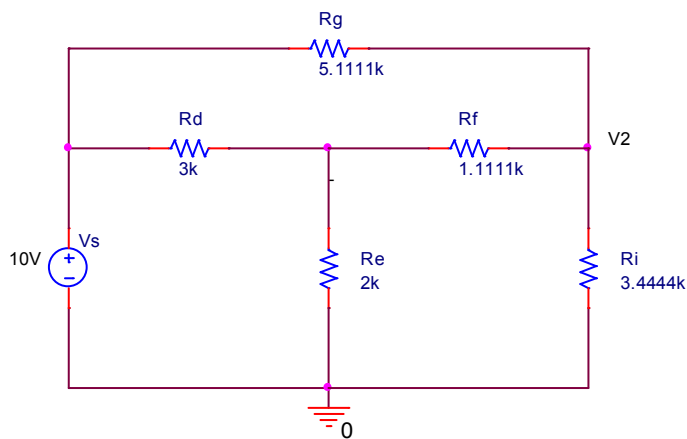 Rg
5.1111k
Rd
3k
Rf
1.1111k
V2
10V
Vs
+
−
Re
2k
Ri
3.4444k
0